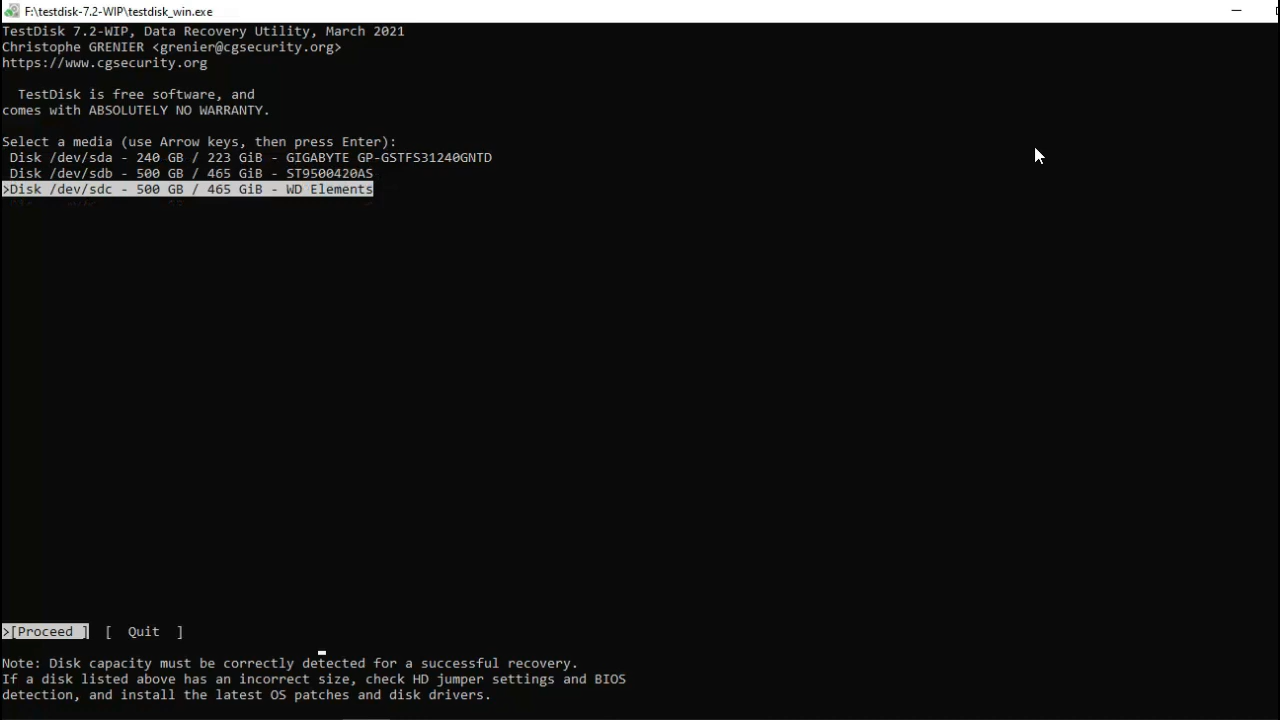 F:\testdisk-7.2-WIP\testdisk_win.exe
TestDisk 7.2-WIP, Data Recovery Utility, March 2021
Christophe GRENIER <grenier@cgsecurity.org>
https://www.cgsecurity.org
TestDisk is free software, and
comes with ABSOLUTELY NO WARRANTY.
Select a media (use Arrow keys, then press Enter):
Disk /dev/sda - 240 GB / 223 GiB - GIGABYTE GP-GSTFS31240GNTD
Disk /dev/sdb - 500 GB / 465 GiB - ST9500420AS
>Disk /dev/sdc - 500 GB / 465 GiB - WD Elements
>[Proceed ]  [  Quit  ]
Note: Disk capacity must be correctly detected for a successful recovery.
If a disk listed above has an incorrect size, check HD jumper settings and BIOS
detection, and install the latest OS patches and disk drivers.